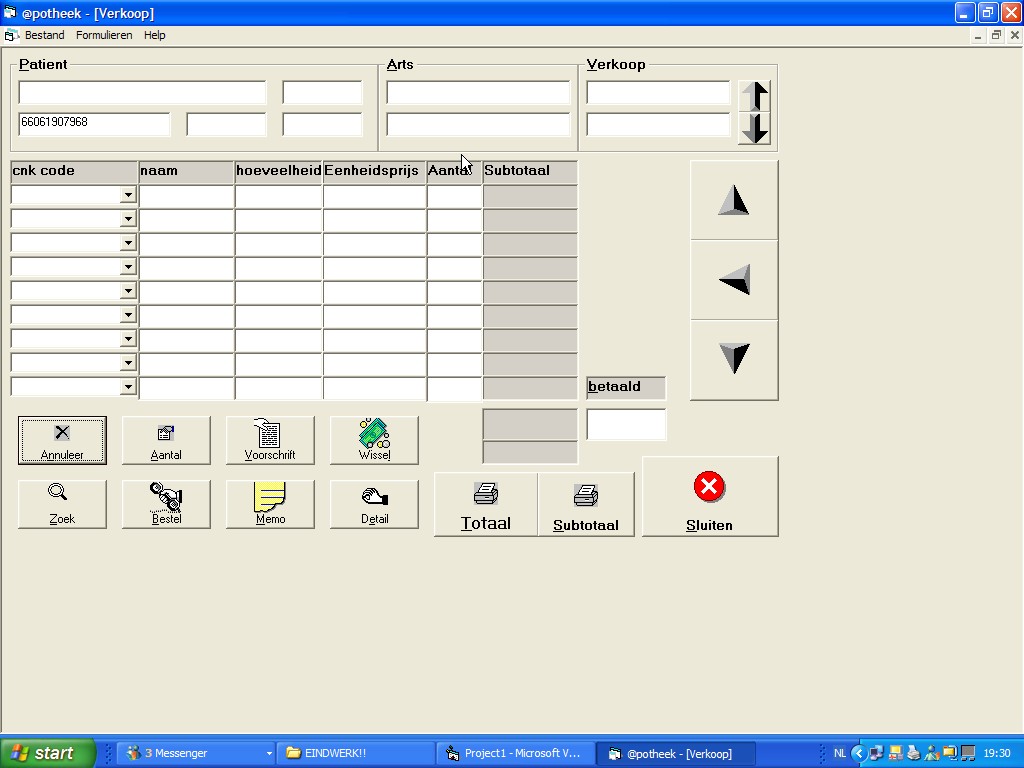 @potheek - [Verkoop]
Bestand Formulieren Help
Patient Arts Verkoop
66061907968
cnk code naam hoeveelheid Eenheidsprijs Aantal Subtotaal
betaald
Annuleer Aantal Voorschrift Wissel
Zoek Bestel Memo Detail
Totaal Subtotaal Sluiten
start 3 Messenger EINDWERK!! Project1 - Microsoft V... @potheek - [Verkoop] NL 19:30